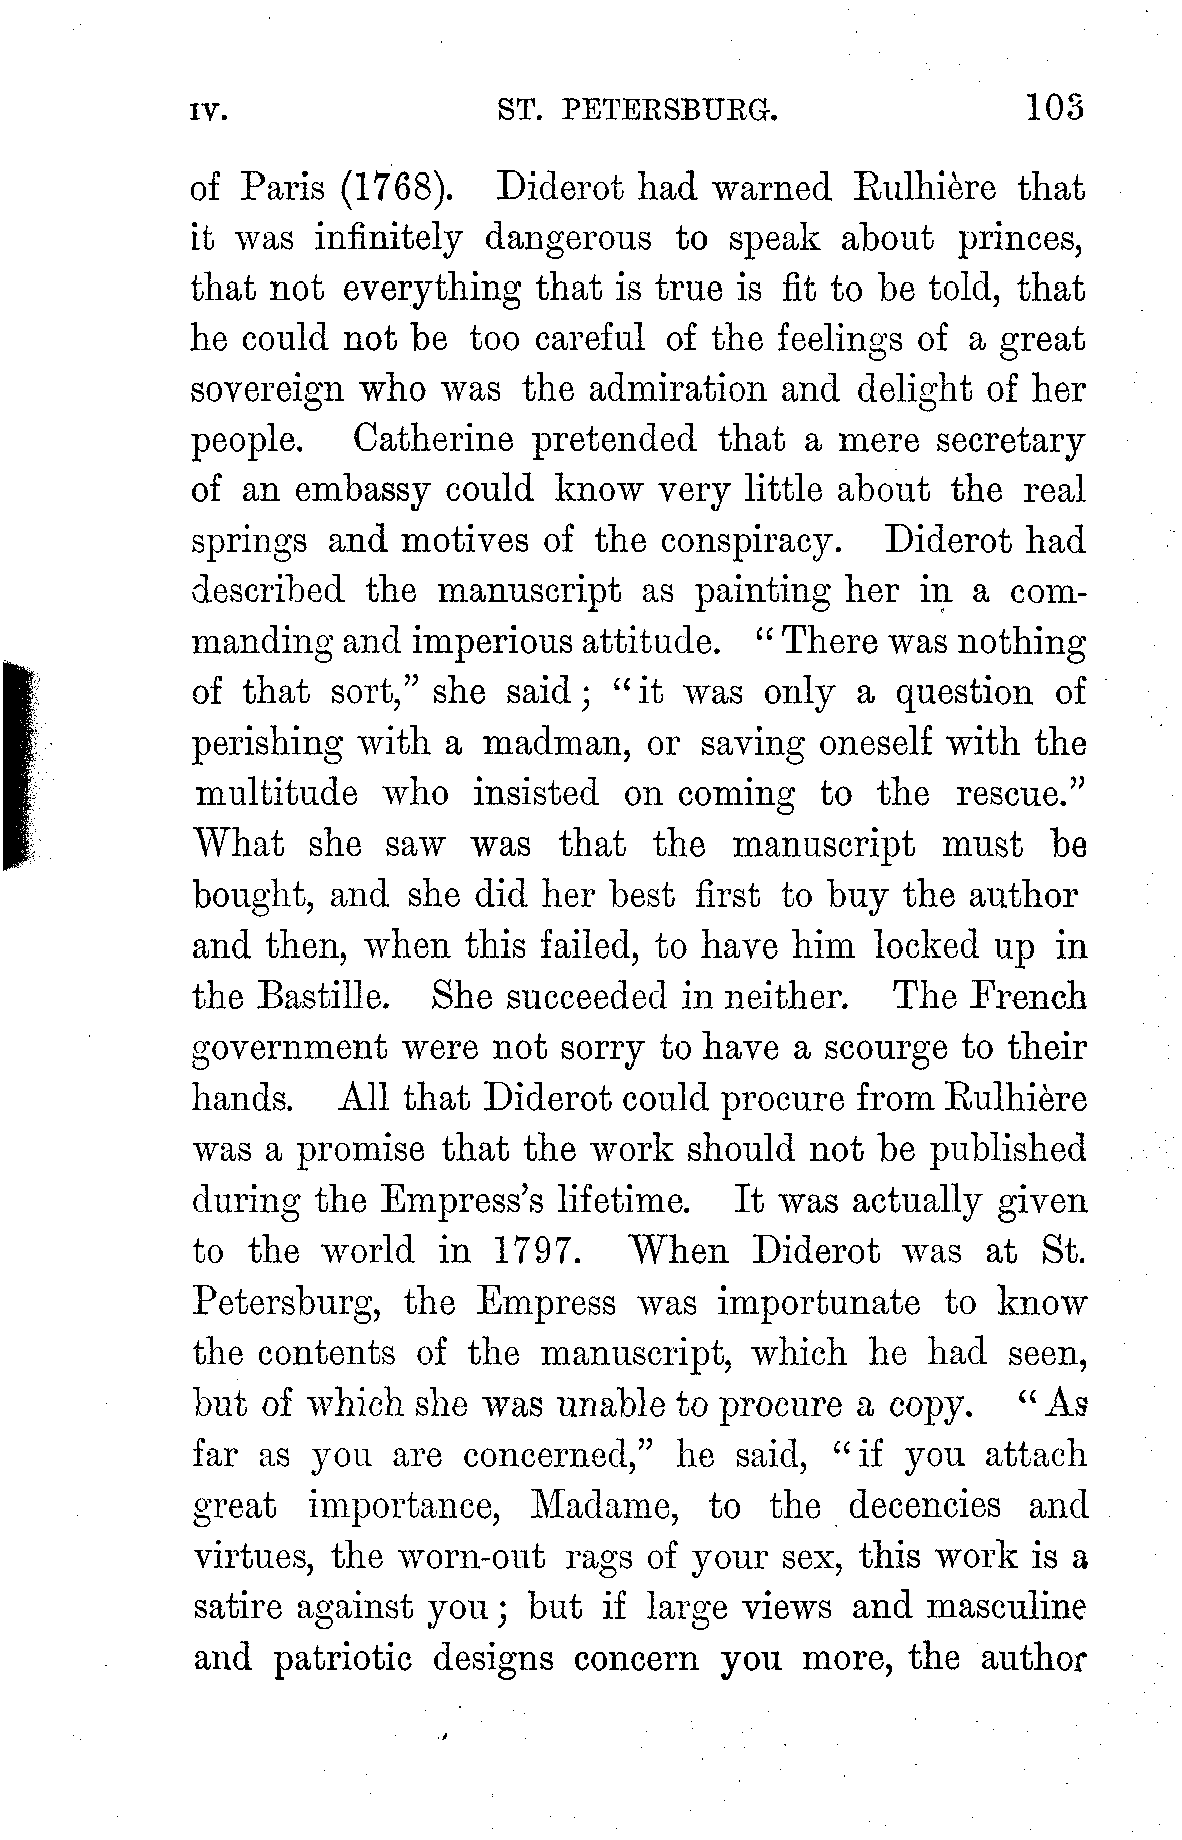 IV. ST. PETERSBURG. 103
of Paris (1768). Diderot had warned Rulhière that
it was infinitely dangerous to speak about princes,
that not everything that is true is fit to be told, that
he could not be too careful of the feelings of a great
sovereign who was the admiration and delight of her
people. Catherine pretended that a mere secretary
of an embassy could know very little about the real
springs and motives of the conspiracy. Diderot had
described the manuscript as painting her in a com-
manding and imperious attitude. “There was nothing
of that sort,” she said; “it was only a question of
perishing with a madman, or saving oneself with the
multitude who insisted on coming to the rescue.”
What she saw was that the manuscript must be
bought, and she did her best first to buy the author
and then, when this failed, to have him locked up in
the Bastille. She succeeded in neither. The French
government were not sorry to have a scourge to their
hands. All that Diderot could procure from Rulhière
was a promise that the work should not be published
during the Empress’s lifetime. It was actually given
to the world in 1797. When Diderot was at St.
Petersburg, the Empress was importunate to know
the contents of the manuscript, which he had seen,
but of which she was unable to procure a copy. “As
far as you are concerned,” he said, “if you attach
great importance, Madame, to the decencies and
virtues, the worn-out rags of your sex, this work is a
satire against you; but if large views and masculine
and patriotic designs concern you more, the author